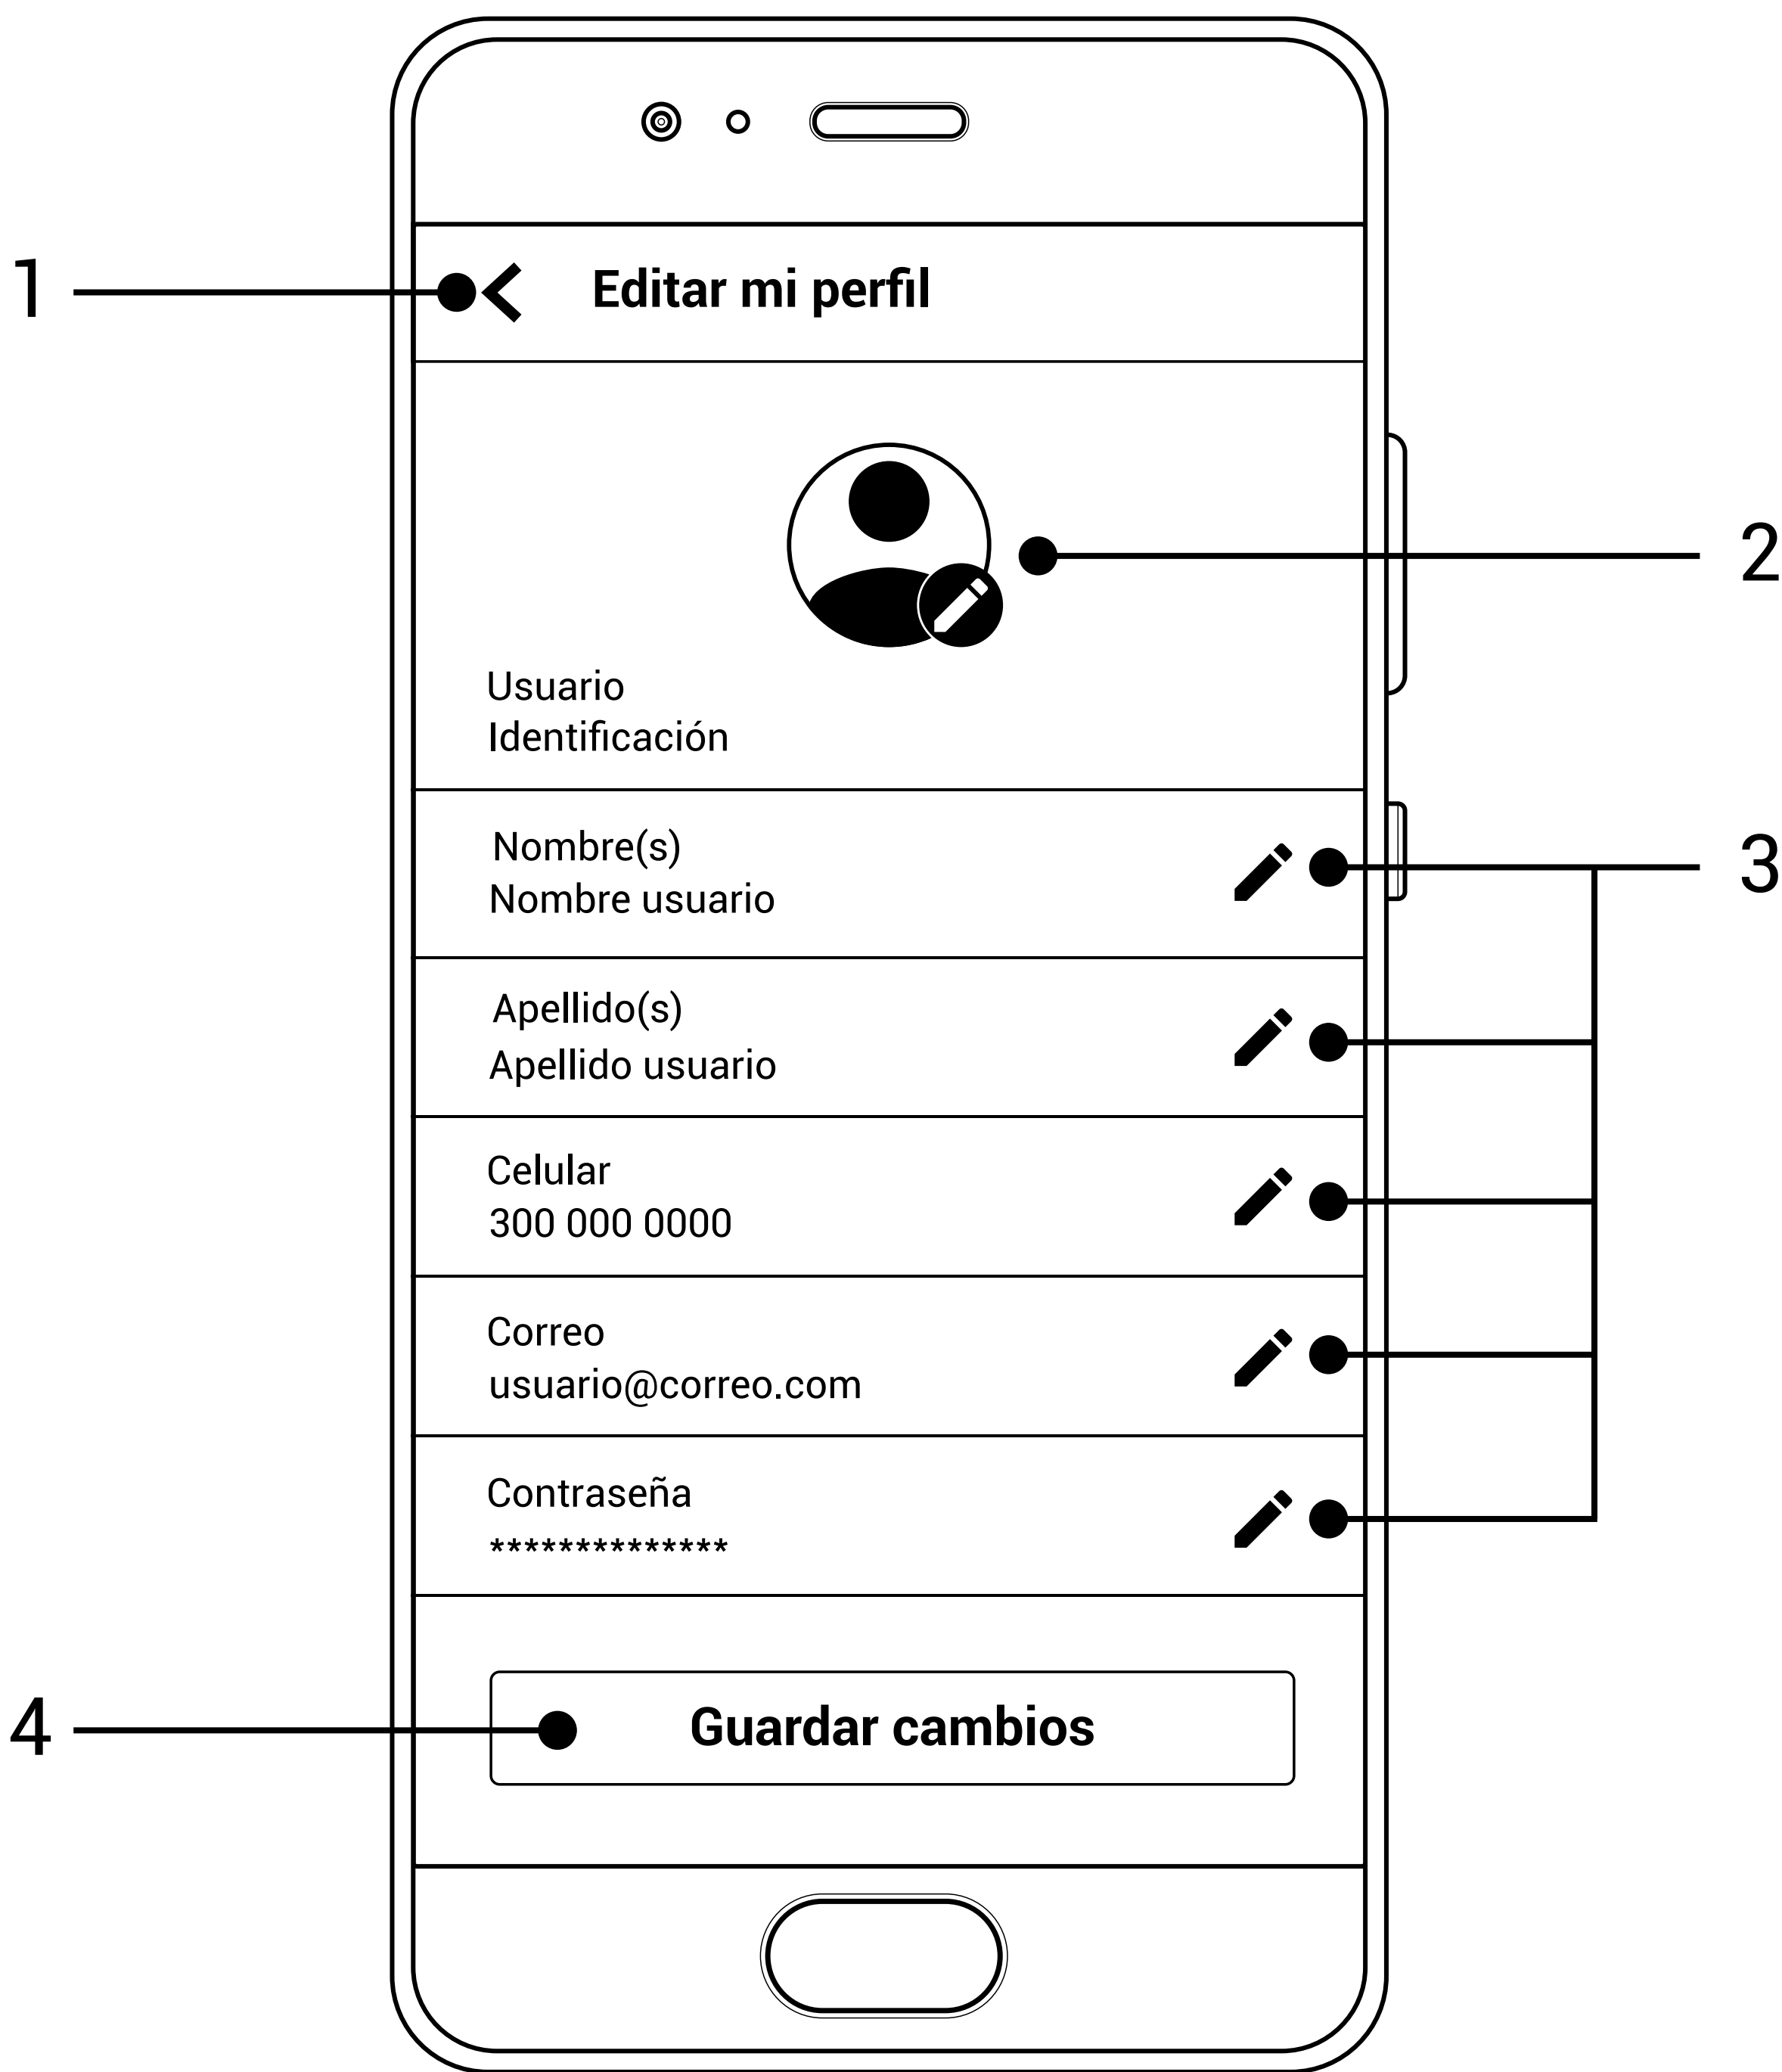 1
Editar mi perfil
2
Usuario
Identificación
Nombre(s)
Nombre usuario
3
Apellido(s)
Apellido usuario
Celular
300 000 0000
Correo
usuario@correo.com
Contraseña
**************
4
Guardar cambios